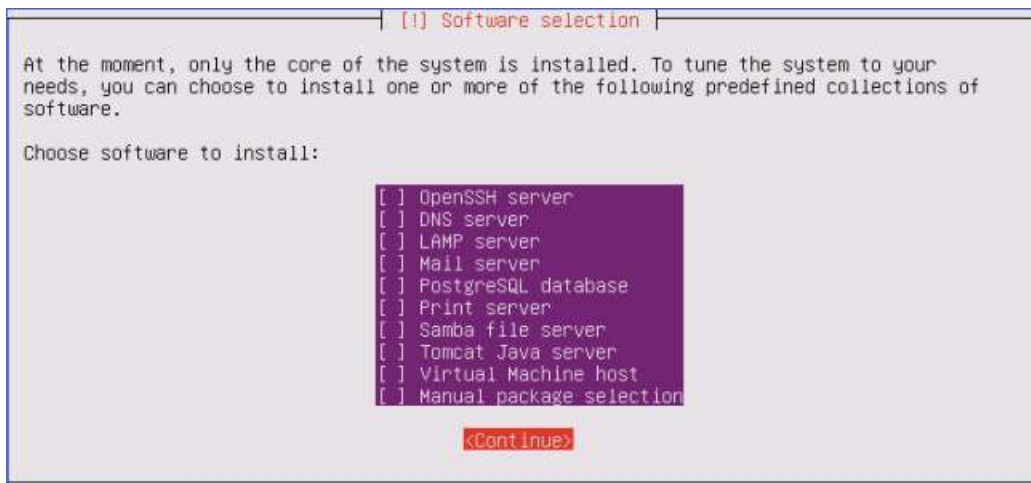 [!] Software selection
At the moment, only the core of the system is installed. To tune the system to your
needs, you can choose to install one or more of the following predefined collections of
software.
Choose software to install:
[ ] OpenSSH server
[ ] DNS server
[ ] LAMP server
[ ] Mail server
[ ] PostgreSQL database
[ ] Print server
[ ] Samba file server
[ ] Tomcat Java server
[ ] Virtual Machine host
[ ] Manual package selection
<Continue>